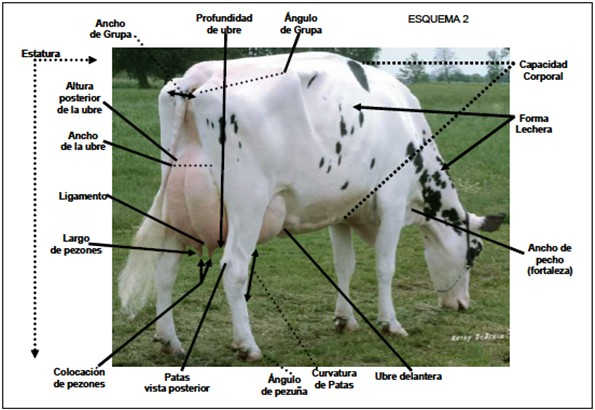 ESQUEMA 2
Profundidad
de ubre
Ángulo
de Grupa
Ancho
de Grupa
Estatura
Altura
posterior
de la ubre
Ancho
de la ubre
Ligamento
Largo
de pezones
Colocación
de pezones
Patas
vista posterior
Ángulo
de pezuña
Curvatura
de Patas
Ubre delantera
Capacidad
Corporal
Forma
Lechera
Ancho de
pecho
(fortaleza)